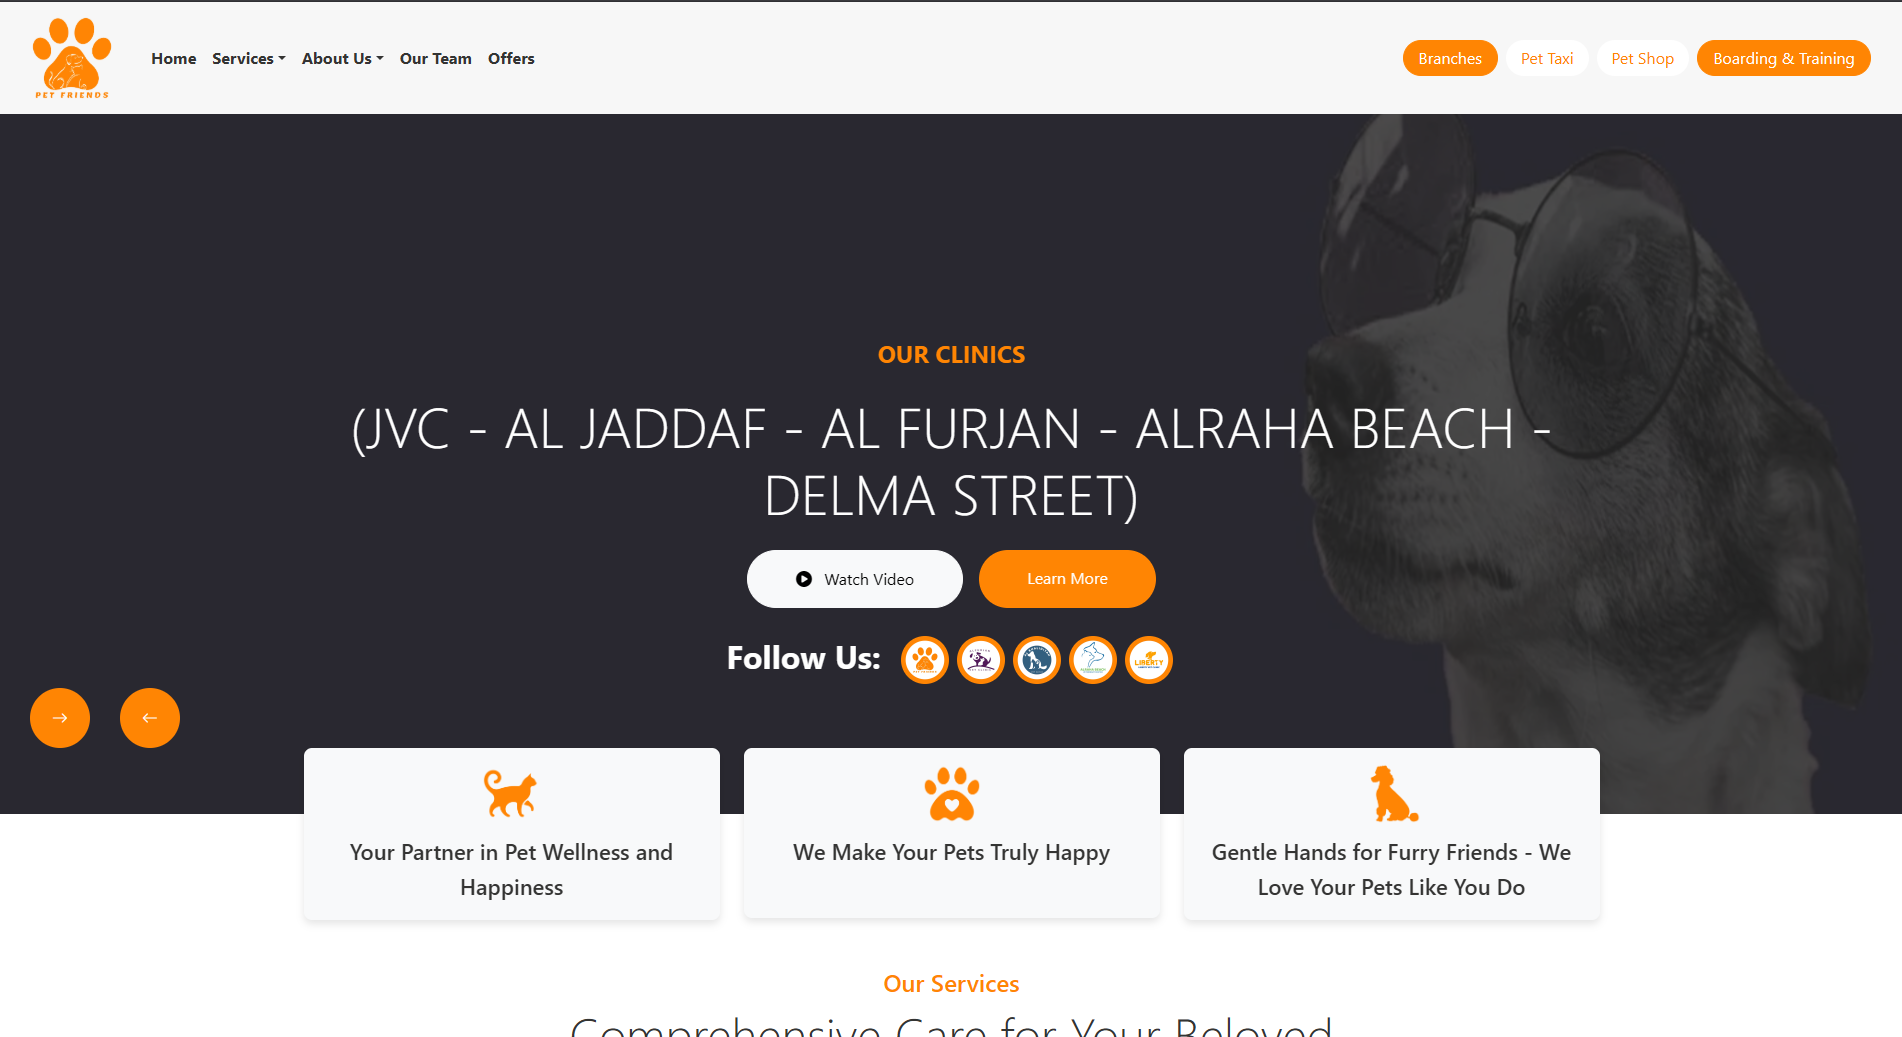 PET FRIENDS
Home Services About Us Our Team Offers
Branches Pet Taxi Pet Shop Boarding & Training
OUR CLINICS
(JVC - AL JADDAF - AL FURJAN - ALRAHA BEACH -
DELMA STREET)
Watch Video Learn More
Follow Us:
PET FRIENDS
LIBERTY
Your Partner in Pet Wellness and
Happiness
We Make Your Pets Truly Happy
Gentle Hands for Furry Friends - We
Love Your Pets Like You Do
Our Services
Comprehensive Care for Your Beloved